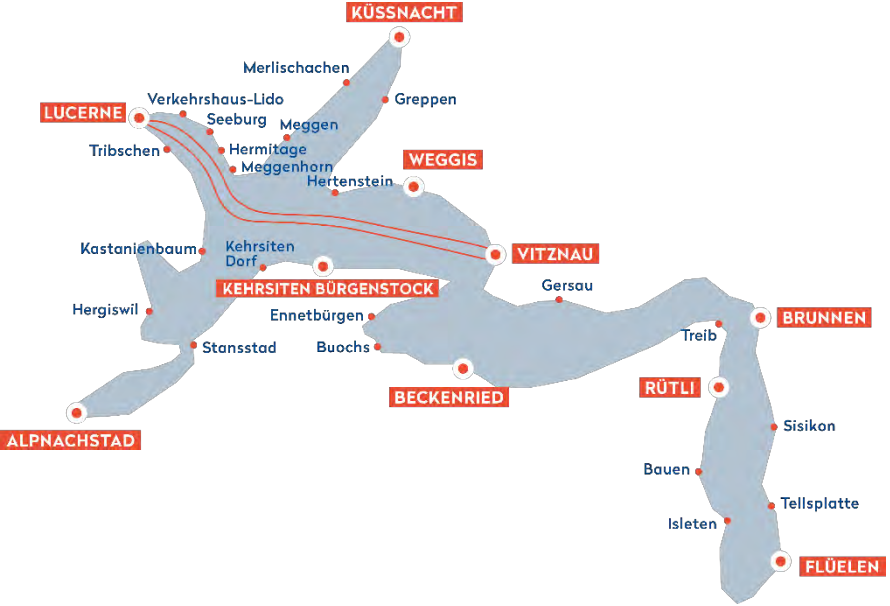 KÜSSNACHT
Merlischachen
Verkehrshaus-Lido
Greppen
LUCERNE
Seeburg
Meggen
Tribschen
Hermitage
WEGGIS
Meggenhorn
Hertenstein
Kastanienbaum
Kehrsiten
Dorf
VITZNAU
KEHRSITEN BÜRGENSTOCK
Gersau
Hergiswil
Ennetbürgen
BRUNNEN
Treib
Stansstad
Buochs
RÜTLI
BECKENRIED
Sisikon
ALPNACHSTAD
Bauen
Tellsplatte
Isleten
FLÜELEN